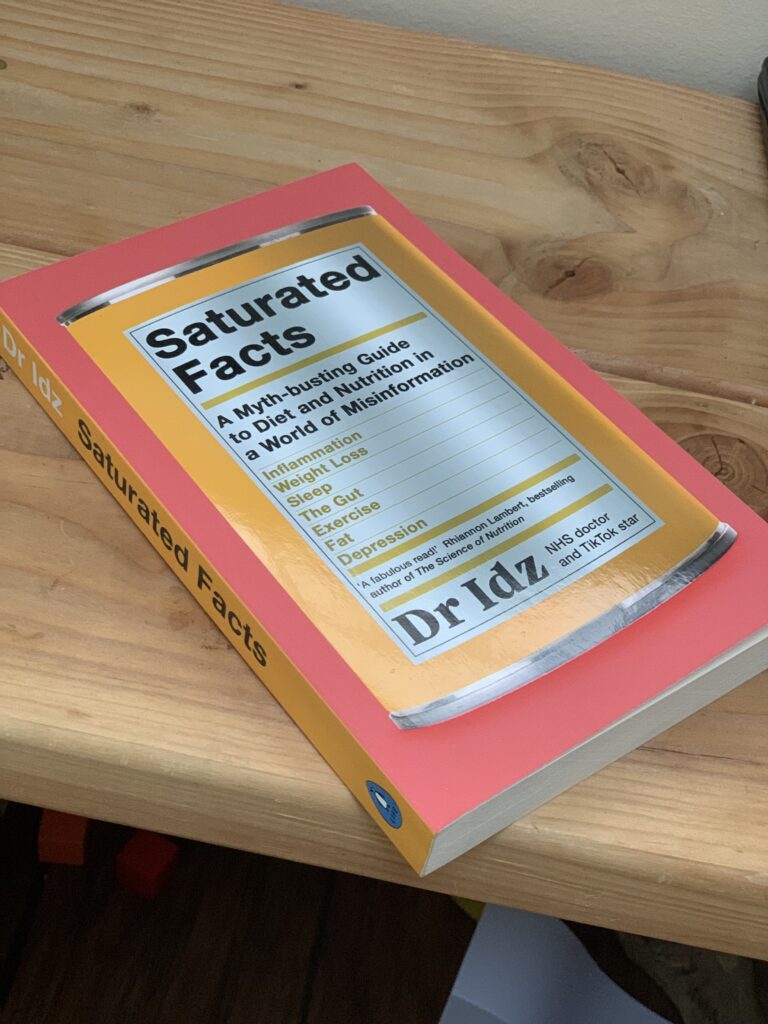 Saturated
Facts
A Myth-busting Guide
to Diet and Nutrition in
a World of Misinformation
Inflammation
Weight Loss
Sleep
The Gut
Exercise
Fat
Depression
‘A fabulous read!’ Rhiannon Lambert, bestselling
author of The Science of Nutrition
Dr Idz
NHS doctor
and TikTok star
Dr Idz Saturated Facts